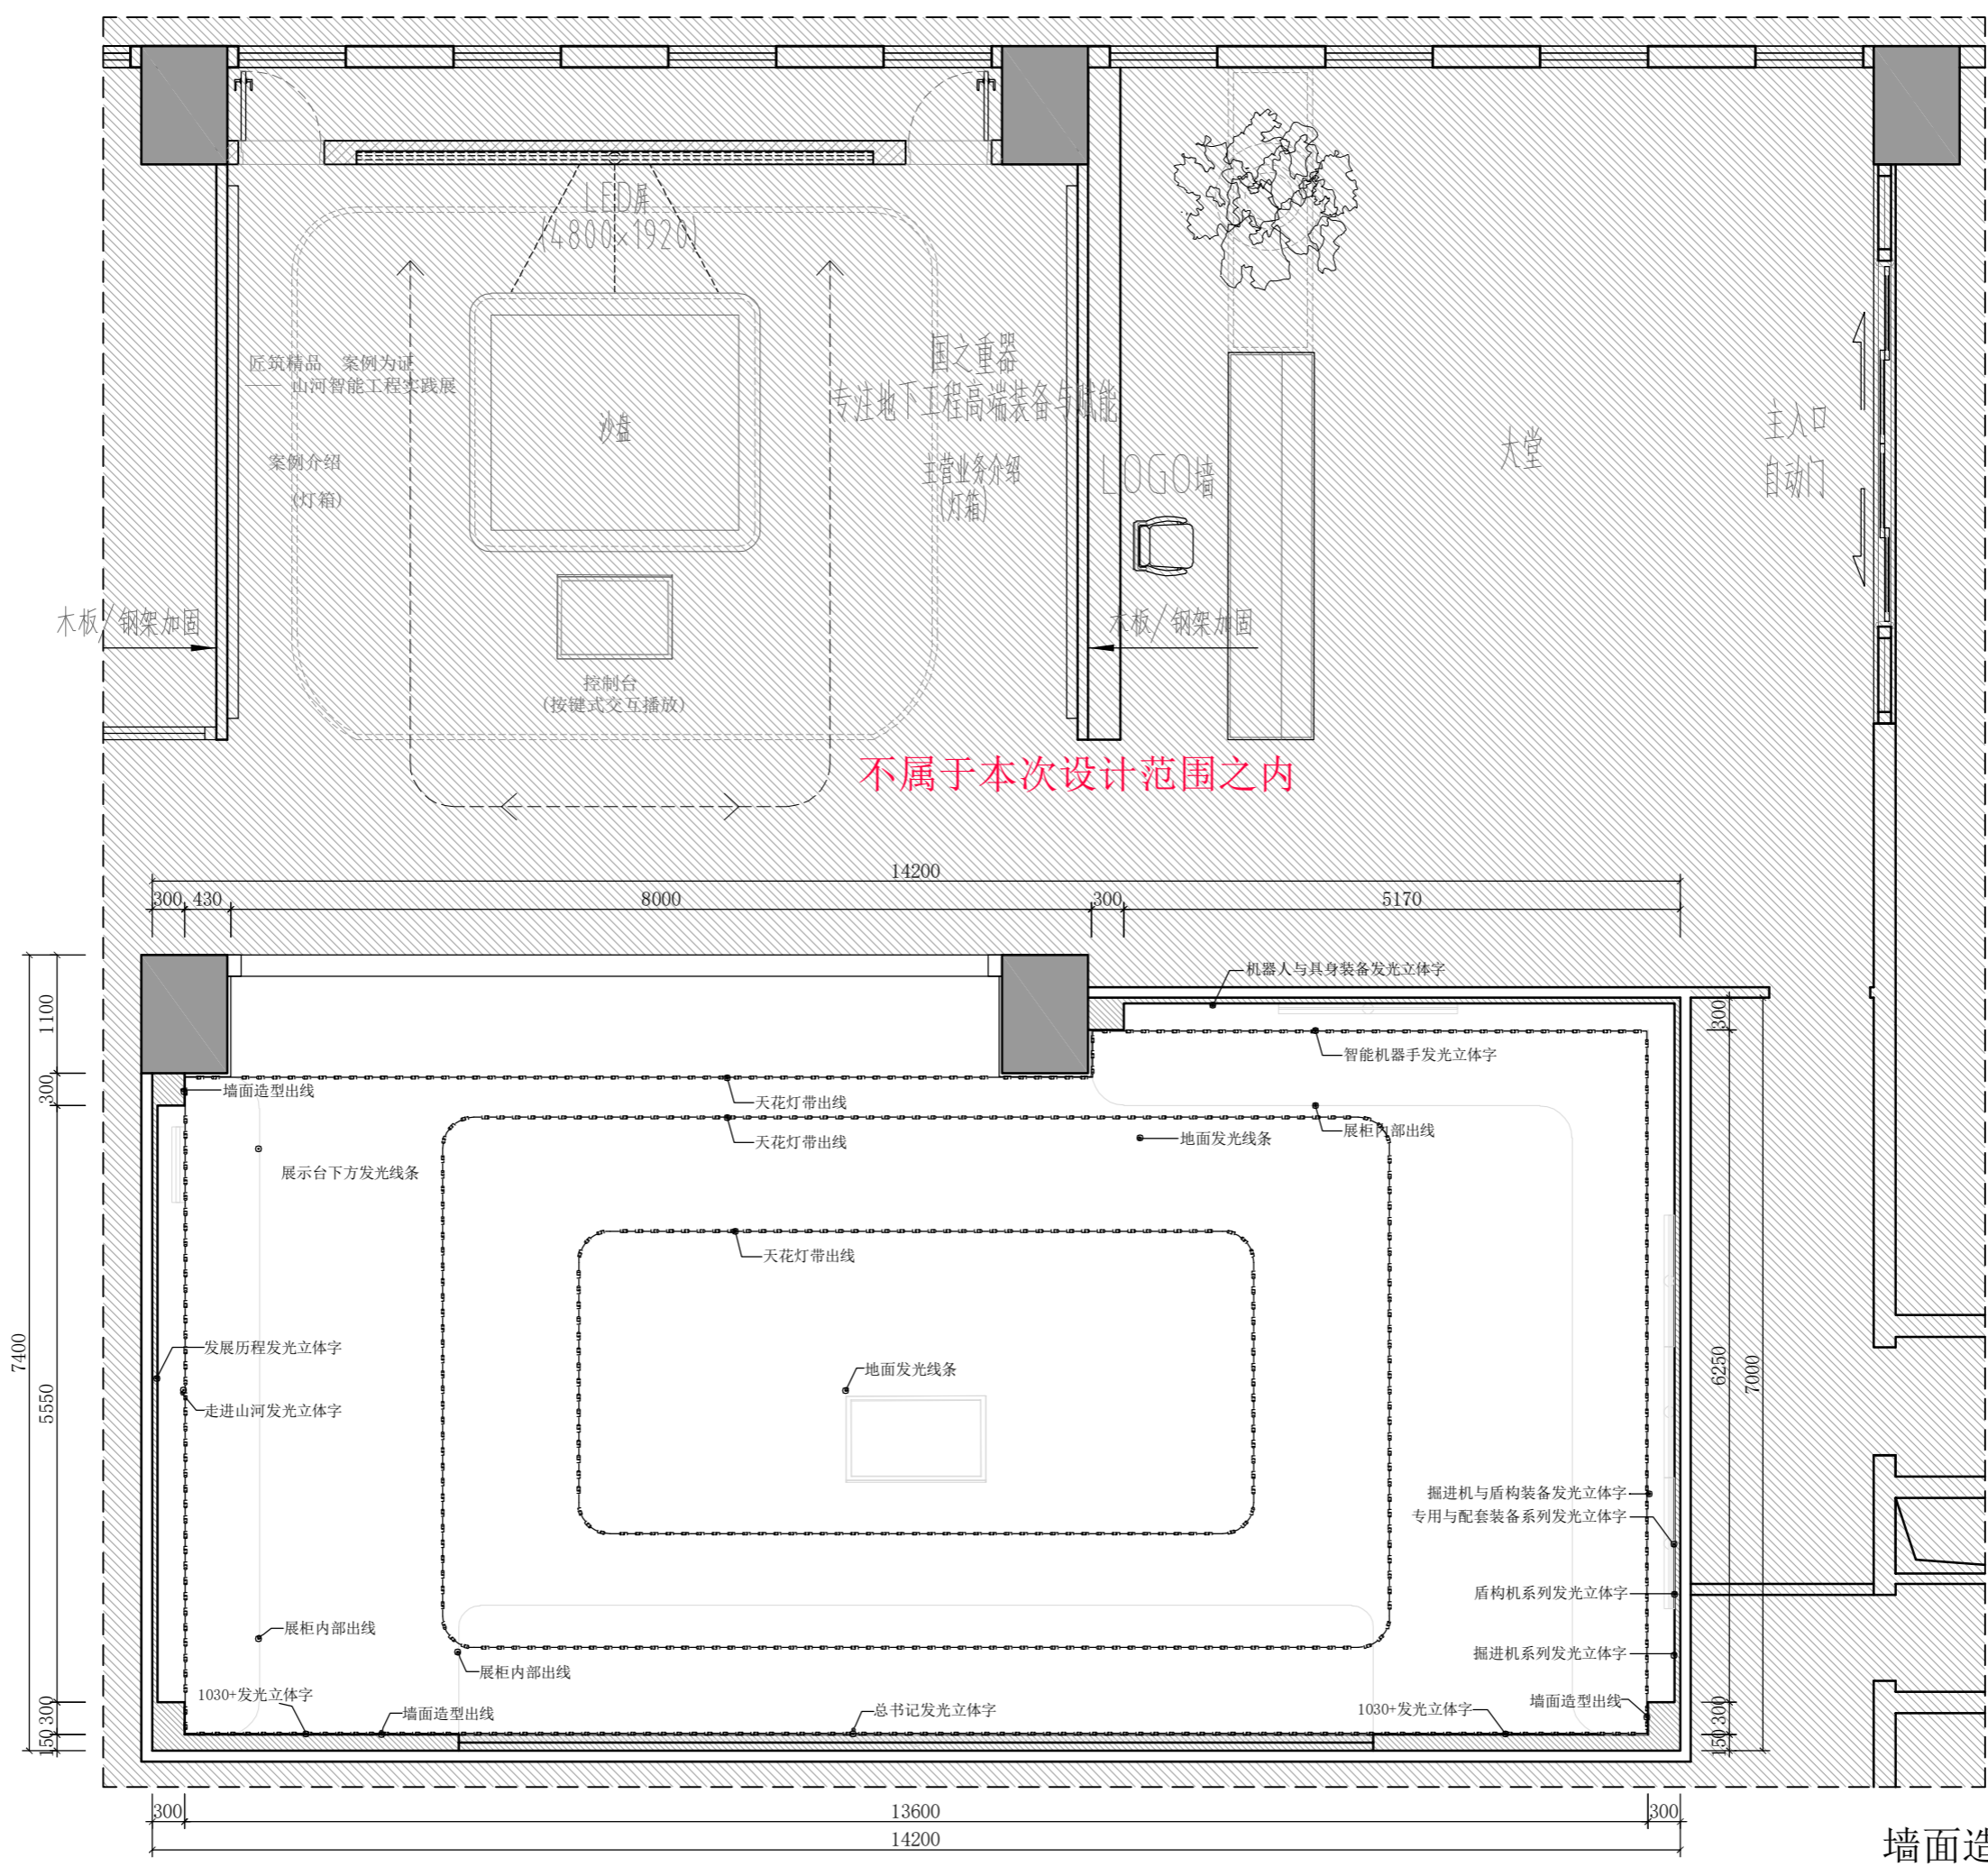 LED屏
(4800×1920)
匠筑精品 案例为证
—— 山河智能工程实践展
案例介绍
(灯箱)
沙盘
国之重器
专注地下工程高端装备与赋能
主营业务介绍
(灯箱)
LOGO墙
大堂
主入口
自动门
木板/钢架加固
木板/钢架加固
控制台
(按键式交互播放)
不属于本次设计范围之内
14200
300
430
8000
300
5170
机器人与具身装备发光立体字
智能机器手发光立体字
墙面造型出线
天花灯带出线
天花灯带出线
地面发光线条
展柜内部出线
展示台下方发光线条
天花灯带出线
发展历程发光立体字
走进山河发光立体字
地面发光线条
掘进机与盾构装备发光立体字
专用与配套装备系列发光立体字
盾构机系列发光立体字
掘进机系列发光立体字
展柜内部出线
展柜内部出线
1030+发光立体字
墙面造型出线
总书记发光立体字
1030+发光立体字
墙面造型出线
7400
1100
300
5550
300
150
300
6250
7000
300
150
300
13600
300
14200
墙面造